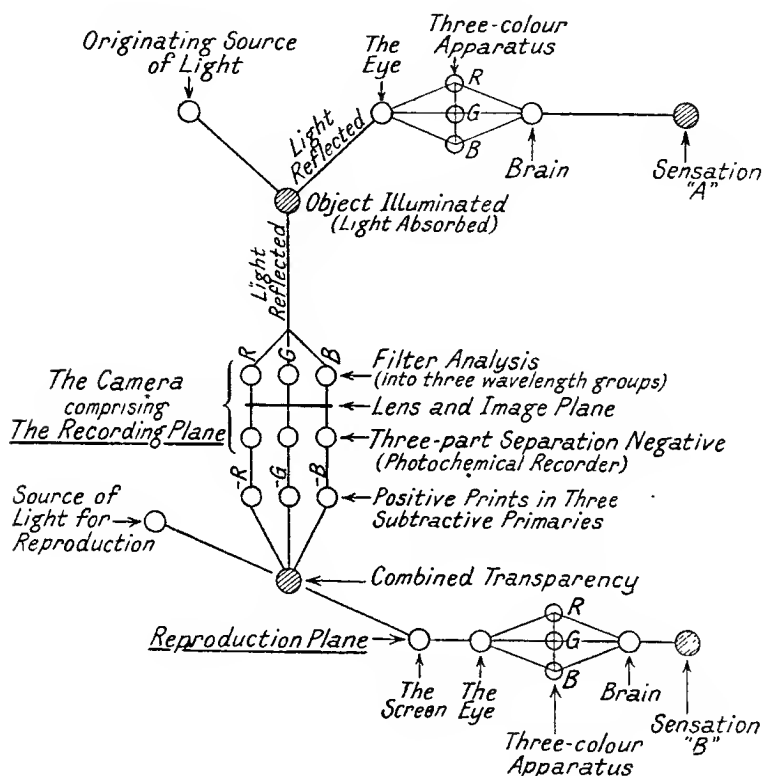 Originating Source
of Light
The
Eye
Three-colour
Apparatus
R
G
B
Brain
Sensation
"A"
Light
Reflected
Object Illuminated
(Light Absorbed)
Light
Reflected
R G B
Filter Analysis
(into three wavelength groups)
The Camera
comprising
The Recording Plane
Lens and Image Plane
Three-part Separation Negative
(Photochemical Recorder)
-R -G -B
Positive Prints in Three
Subtractive Primaries
Source of
Light for
Reproduction
Combined Transparency
Reproduction Plane
R
G
B
The
Screen
The
Eye
Three-colour
Apparatus
Brain
Sensation
"B"